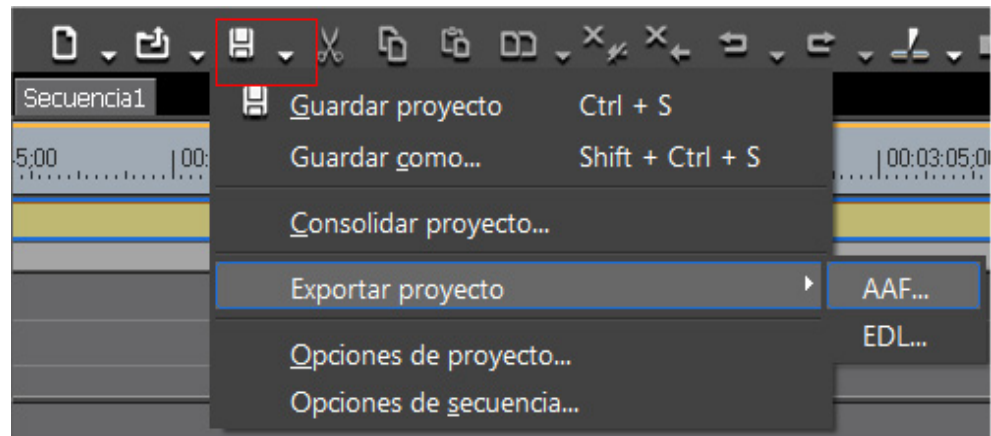 Secuencia1
Guardar proyecto Ctrl + S
5;00 00: Guardar como... Shift + Ctrl + S 00:03:05;0
Consolidar proyecto...
Exportar proyecto AAF...
EDL...
Opciones de proyecto...
Opciones de secuencia...